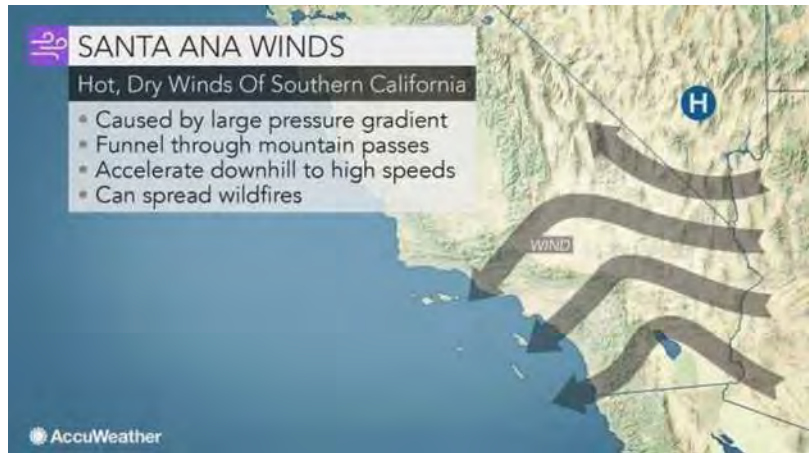 SANTA ANA WINDS
Hot, Dry Winds Of Southern California
• Caused by large pressure gradient
• Funnel through mountain passes
• Accelerate downhill to high speeds
• Can spread wildfires
H
WIND
AccuWeather